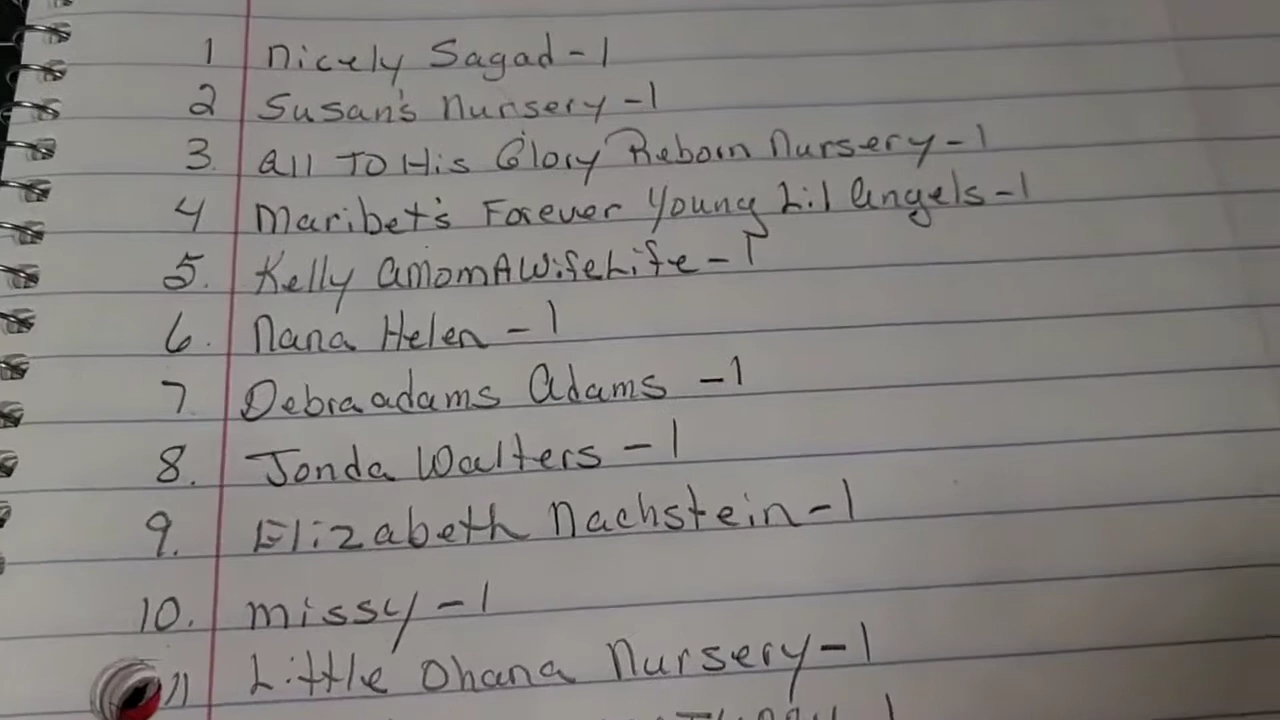 1 Nicely Sagad-1
2 Susan's Nursery-1
3. All To His Glory Reborn Nursery-1
4 Maribet's Forever Young Lil Angels-1
5. Kelly AMomAWifeLife-1
6. Nana Helen-1
7. Debraadams Adams-1
8. Jonda Walters-1
9. Elizabeth Nachstein-1
10. Missy-1
11 Little Ohana Nursery-1